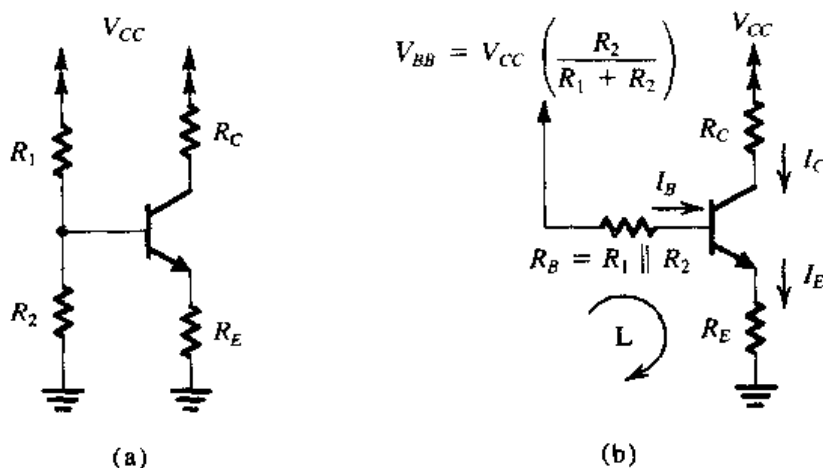 V_CC
R_1
R_C
R_2
R_E
(a)
V_BB = V_CC (R_2 / (R_1 + R_2))
V_CC
R_C
I_C
I_B
R_B = R_1 || R_2
I_E
L
R_E
(b)